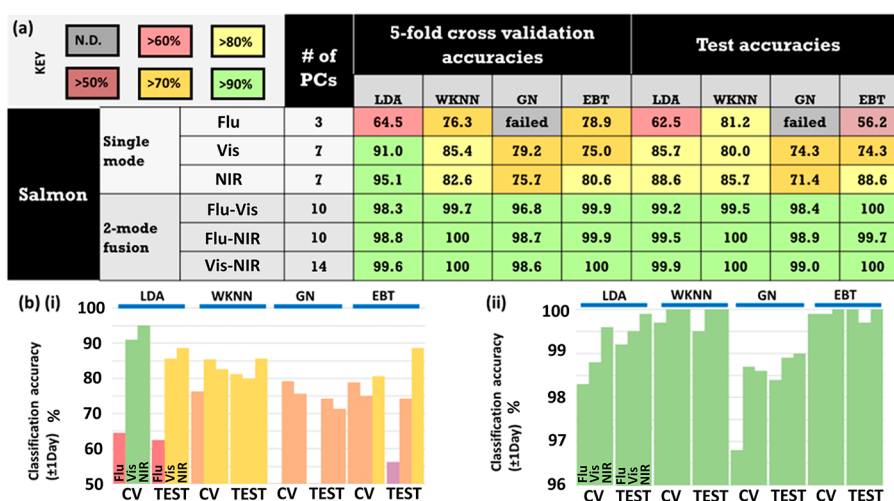 (a)
KEY
N.D. >60% >80%
>50% >70% >90%
# of PCs
5-fold cross validation accuracies
Test accuracies
LDA WKNN GN EBT LDA WKNN GN EBT
Salmon
Single mode
Flu 3 64.5 76.3 failed 78.9 62.5 81.2 failed 56.2
Vis 7 91.0 85.4 79.2 75.0 85.7 80.0 74.3 74.3
NIR 7 95.1 82.6 75.7 80.6 88.6 85.7 71.4 88.6
2-mode fusion
Flu-Vis 10 98.3 99.7 96.8 99.9 99.2 99.5 98.4 100
Flu-NIR 10 98.8 100 98.7 99.9 99.5 100 98.9 99.7
Vis-NIR 14 99.6 100 98.6 100 99.9 100 99.0 100
(b) (i)
Classification accuracy
(±1Day) %
100
90
80
70
60
50
LDA WKNN GN EBT
Flu Vis NIR Flu Vis NIR
CV TEST CV TEST CV TEST CV TEST
(ii)
Classification accuracy
(±1Day) %
100
99
98
97
96
LDA WKNN GN EBT
Flu Vis NIR Flu Vis NIR
CV TEST CV TEST CV TEST CV TEST